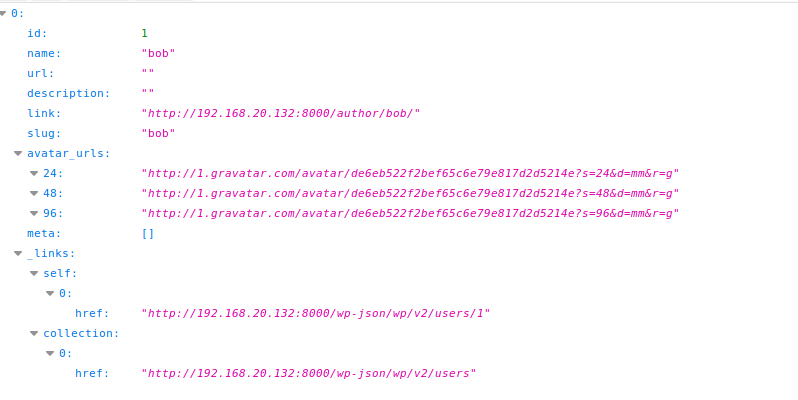 0:
id: 1
name: "bob"
url: ""
description: ""
link: "http://192.168.20.132:8000/author/bob/"
slug: "bob"
avatar_urls:
24: "http://1.gravatar.com/avatar/de6eb522f2bef65c6e79e817d2d5214e?s=24&d=mm&r=g"
48: "http://1.gravatar.com/avatar/de6eb522f2bef65c6e79e817d2d5214e?s=48&d=mm&r=g"
96: "http://1.gravatar.com/avatar/de6eb522f2bef65c6e79e817d2d5214e?s=96&d=mm&r=g"
meta: []
_links:
self:
0:
href: "http://192.168.20.132:8000/wp-json/wp/v2/users/1"
collection:
0:
href: "http://192.168.20.132:8000/wp-json/wp/v2/users"